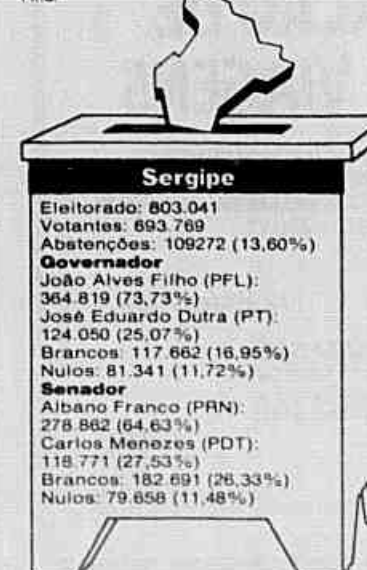 Sergipe
Eleitorado: 803.041
Votantes: 693.769
Abstenções: 109272 (13,60%)
Governador
João Alves Filho (PFL):
364.819 (73,73%)
José Eduardo Dutra (PT):
124.050 (25,07%)
Brancos: 117.662 (16,95%)
Nulos: 81.341 (11,72%)
Senador
Albano Franco (PRN):
278.862 (64,63%)
Carlos Menezes (PDT):
118.771 (27,53%)
Brancos: 182.691 (26,33%)
Nulos: 79.658 (11,48%)